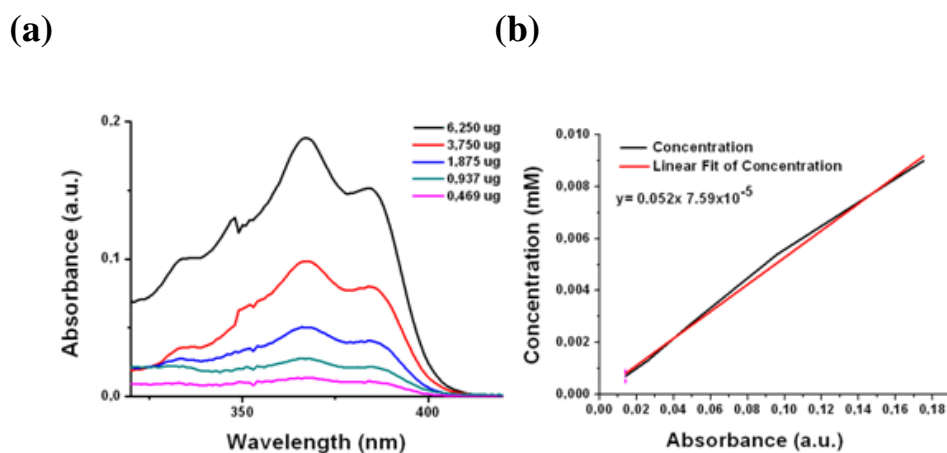 (a)
(b)
0,2
0,1
0,0
350
400
Absorbance (a.u.)
Wavelength (nm)
6,250 ug
3,750 ug
1,875 ug
0,937 ug
0,469 ug
0,010
0,008
0,006
0,004
0,002
0,000
0,00 0,02 0,04 0,06 0,08 0,10 0,12 0,14 0,16 0,18
Concentration (mM)
Absorbance (a.u.)
Concentration
Linear Fit of Concentration
y= 0.052x 7.59x10-5